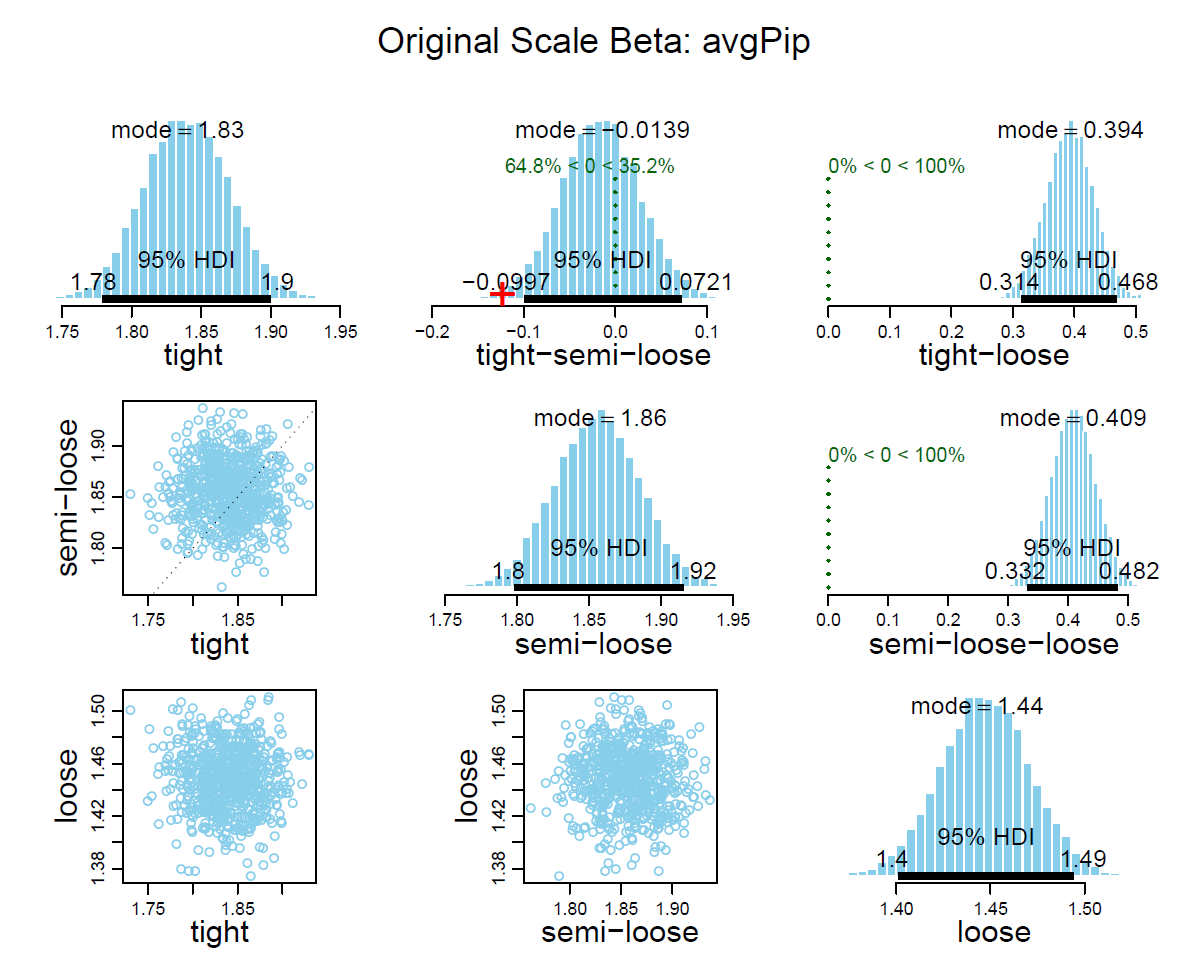 Original Scale Beta: avgPip
mode = 1.83
95% HDI
1.78 1.9
1.75 1.80 1.85 1.90 1.95
tight
mode = −0.0139
64.8% < 0 < 35.2%
95% HDI
−0.0997 0.0721
−0.2 −0.1 0.0 0.1
tight−semi−loose
mode = 0.394
0% < 0 < 100%
95% HDI
0.314 0.468
0.0 0.1 0.2 0.3 0.4 0.5
tight−loose
semi−loose
1.80 1.85 1.90
1.75 1.85
tight
mode = 1.86
95% HDI
1.8 1.92
1.75 1.80 1.85 1.90 1.95
semi−loose
mode = 0.409
0% < 0 < 100%
95% HDI
0.332 0.482
0.0 0.1 0.2 0.3 0.4 0.5
semi−loose−loose
loose
1.38 1.42 1.46 1.50
1.75 1.85
tight
loose
1.38 1.42 1.46 1.50
1.80 1.85 1.90
semi−loose
mode = 1.44
95% HDI
1.4 1.49
1.40 1.45 1.50
loose